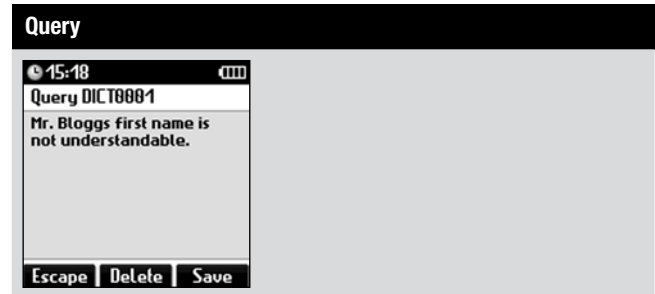 Query
15:18
Query DICT0001
Mr. Bloggs first name is
not understandable.
Escape Delete Save